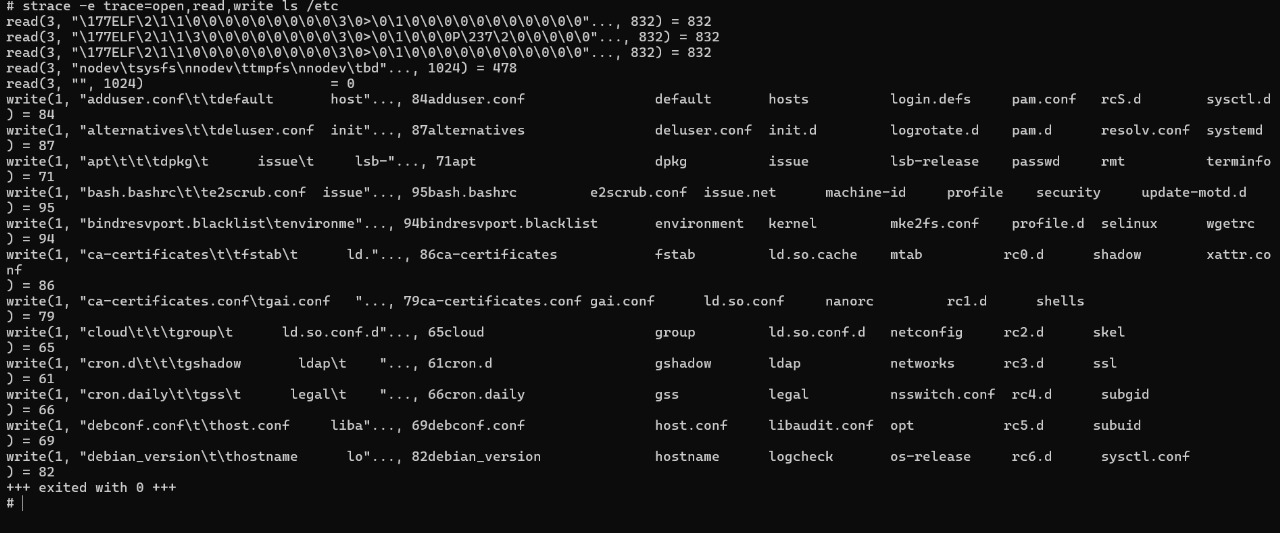 # strace -e trace=open,read,write ls /etc
read(3, "\177ELF\2\1\1\0\0\0\0\0\0\0\0\0\3\0>\0\1\0\0\0\0\0\0\0\0\0\0\0"..., 832) = 832
read(3, "\177ELF\2\1\1\3\0\0\0\0\0\0\0\0\3\0>\0\1\0\0\0P\237\2\0\0\0\0\0"..., 832) = 832
read(3, "\177ELF\2\1\1\0\0\0\0\0\0\0\0\0\3\0>\0\1\0\0\0\0\0\0\0\0\0\0\0"..., 832) = 832
read(3, "nodev\tsysfs\nnodev\ttmpfs\nnodev\tbd"..., 1024) = 478
read(3, "", 1024)                       = 0
write(1, "adduser.conf\t\tdefault       host"..., 84adduser.conf                default       hosts          login.defs     pam.conf   rcS.d        sysctl.d
) = 84
write(1, "alternatives\t\tdeluser.conf  init"..., 87alternatives                deluser.conf  init.d         logrotate.d    pam.d      resolv.conf  systemd
) = 87
write(1, "apt\t\t\tdpkg\t      issue\t     lsb-"..., 71apt                      dpkg          issue          lsb-release    passwd     rmt          terminfo
) = 71
write(1, "bash.bashrc\t\te2scrub.conf  issue"..., 95bash.bashrc         e2scrub.conf  issue.net      machine-id     profile    security     update-motd.d
) = 95
write(1, "bindresvport.blacklist\tenvironme"..., 94bindresvport.blacklist       environment   kernel         mke2fs.conf    profile.d  selinux      wgetrc
) = 94
write(1, "ca-certificates\t\tfstab\t      ld."..., 86ca-certificates            fstab         ld.so.cache    mtab          rc0.d      shadow        xattr.co
nf
) = 86
write(1, "ca-certificates.conf\tgai.conf   "..., 79ca-certificates.conf gai.conf      ld.so.conf     nanorc         rc1.d      shells
) = 79
write(1, "cloud\t\t\tgroup\t      ld.so.conf.d"..., 65cloud                     group         ld.so.conf.d   netconfig     rc2.d      skel
) = 65
write(1, "cron.d\t\t\tgshadow       ldap\t    "..., 61cron.d                    gshadow       ldap           networks      rc3.d      ssl
) = 61
write(1, "cron.daily\t\tgss\t      legal\t    "..., 66cron.daily                gss           legal          nsswitch.conf  rc4.d      subgid
) = 66
write(1, "debconf.conf\t\thost.conf     liba"..., 69debconf.conf                host.conf     libaudit.conf  opt           rc5.d      subuid
) = 69
write(1, "debian_version\t\thostname      lo"..., 82debian_version              hostname      logcheck       os-release     rc6.d      sysctl.conf
) = 82
+++ exited with 0 +++
#